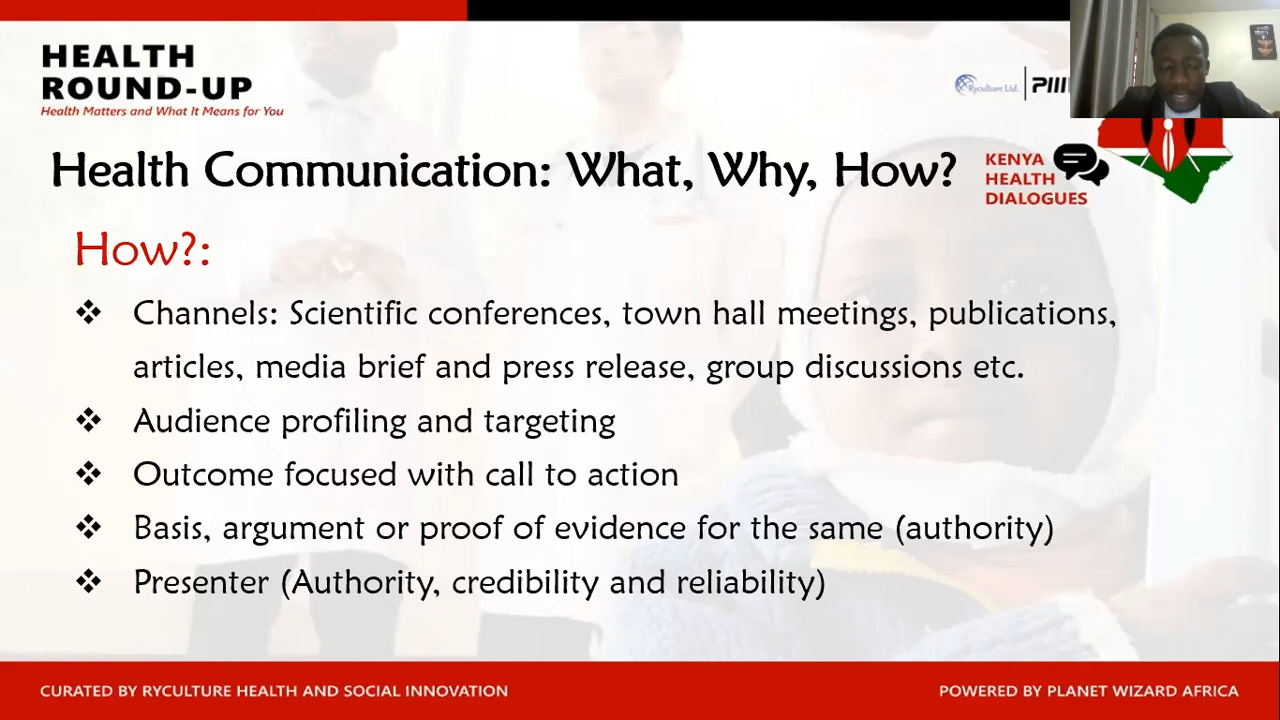 HEALTH
ROUND-UP
Health Matters and What it Means for You
Ryculture Ltd.
Health Communication: What, Why, How?
KENYA
HEALTH
DIALOGUES
How?:
❖ Channels: Scientific conferences, town hall meetings, publications,
articles, media brief and press release, group discussions etc.
❖ Audience profiling and targeting
❖ Outcome focused with call to action
❖ Basis, argument or proof of evidence for the same (authority)
❖ Presenter (Authority, credibility and reliability)
CURATED BY RYCULTURE HEALTH AND SOCIAL INNOVATION
POWERED BY PLANET WIZARD AFRICA